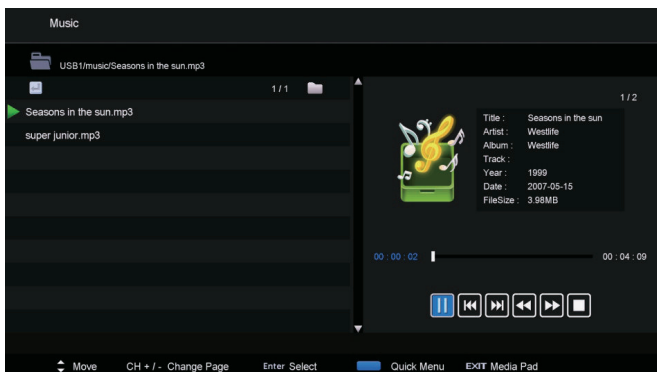 Music
USB1/music/Seasons in the sun.mp3
1/1
Seasons in the sun.mp3
super junior.mp3
1/2
Title : Seasons in the sun
Artist : Westlife
Album : Westlife
Track :
Year : 1999
Date : 2007-05-15
FileSize : 3.98MB
00 : 00 : 02 00 : 04 : 09
Move CH + / - Change Page Enter Select Quick Menu EXIT Media Pad